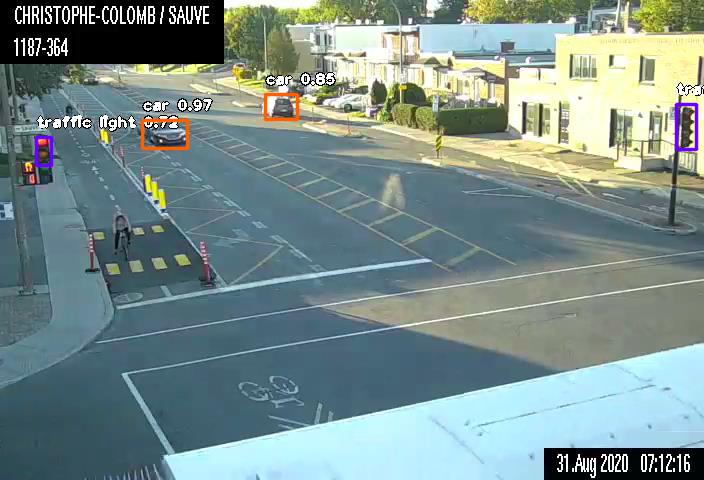 CHRISTOPHE-COLOMB / SAUVE
1187-364
car 0.85
car 0.97
traffic light 0.72
traf
31.Aug 2020 07:12:16